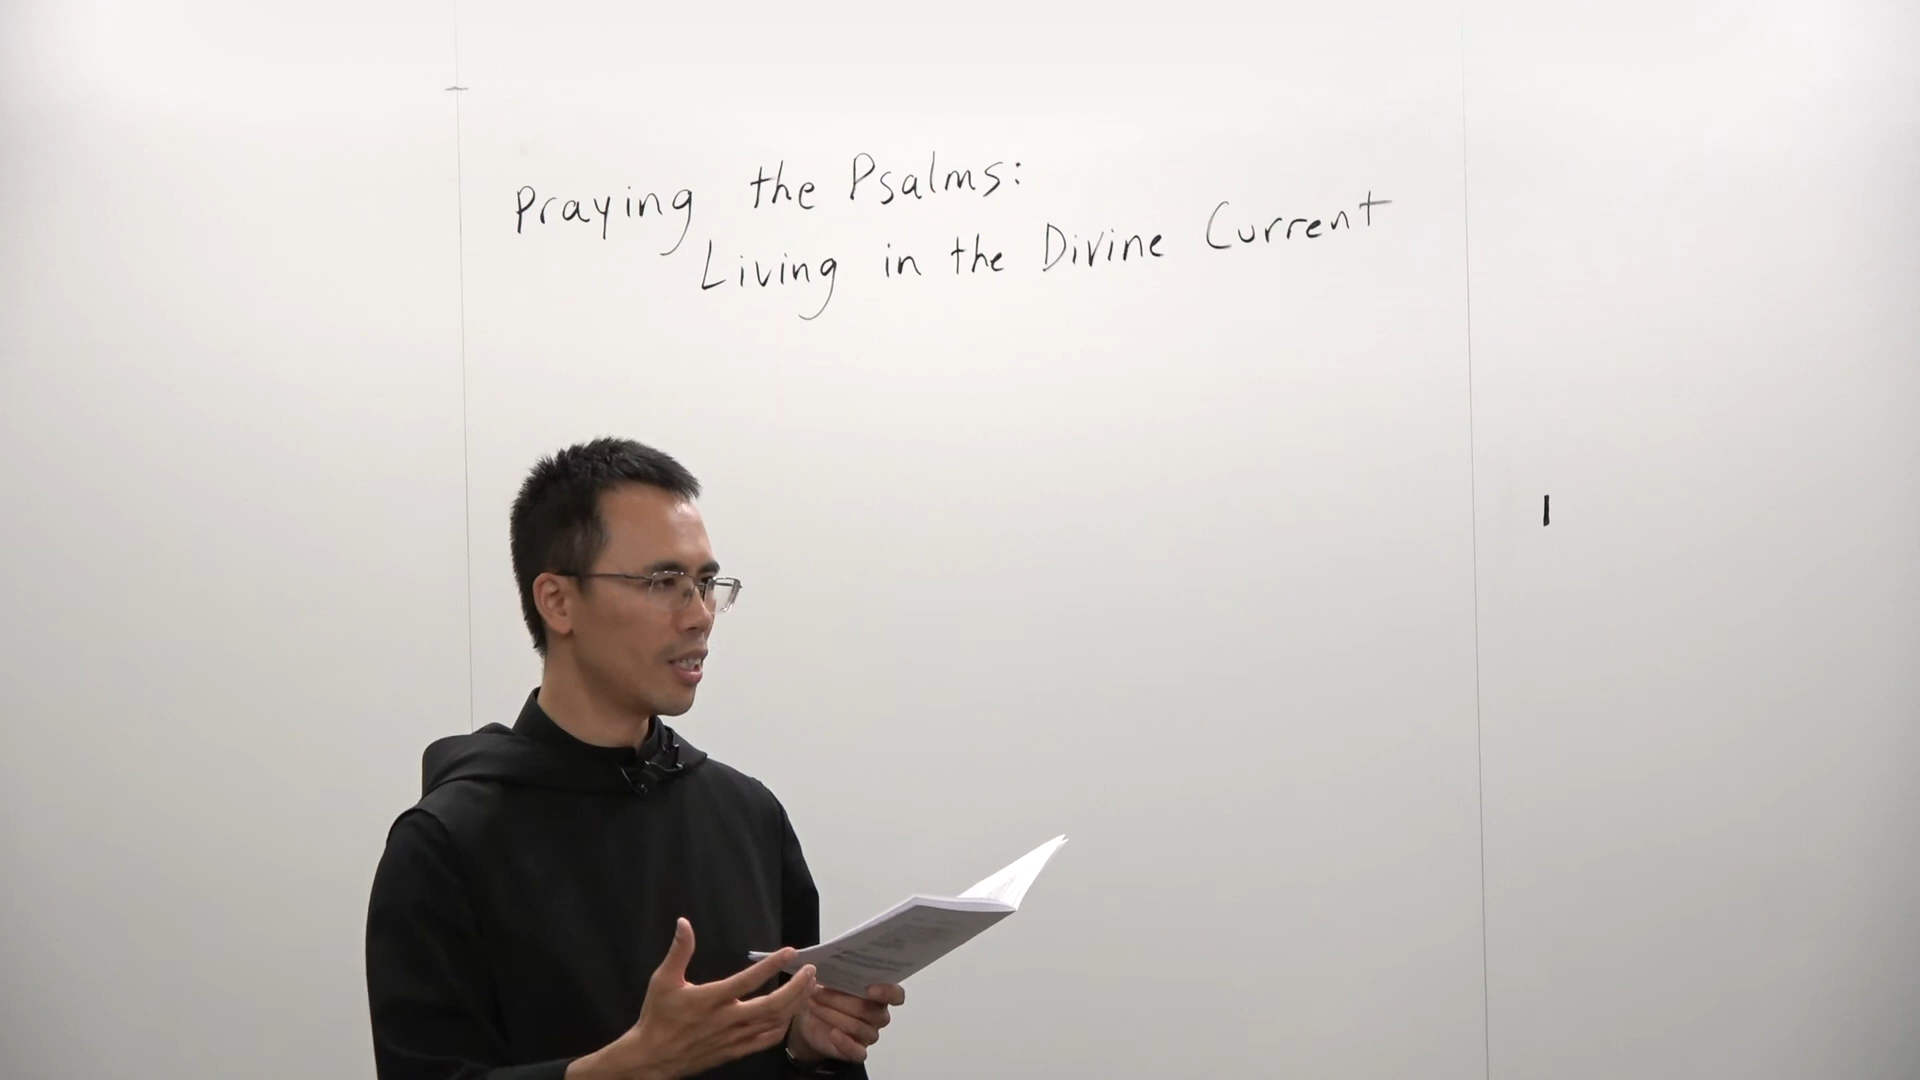 Praying the Psalms:
Living in the Divine Current